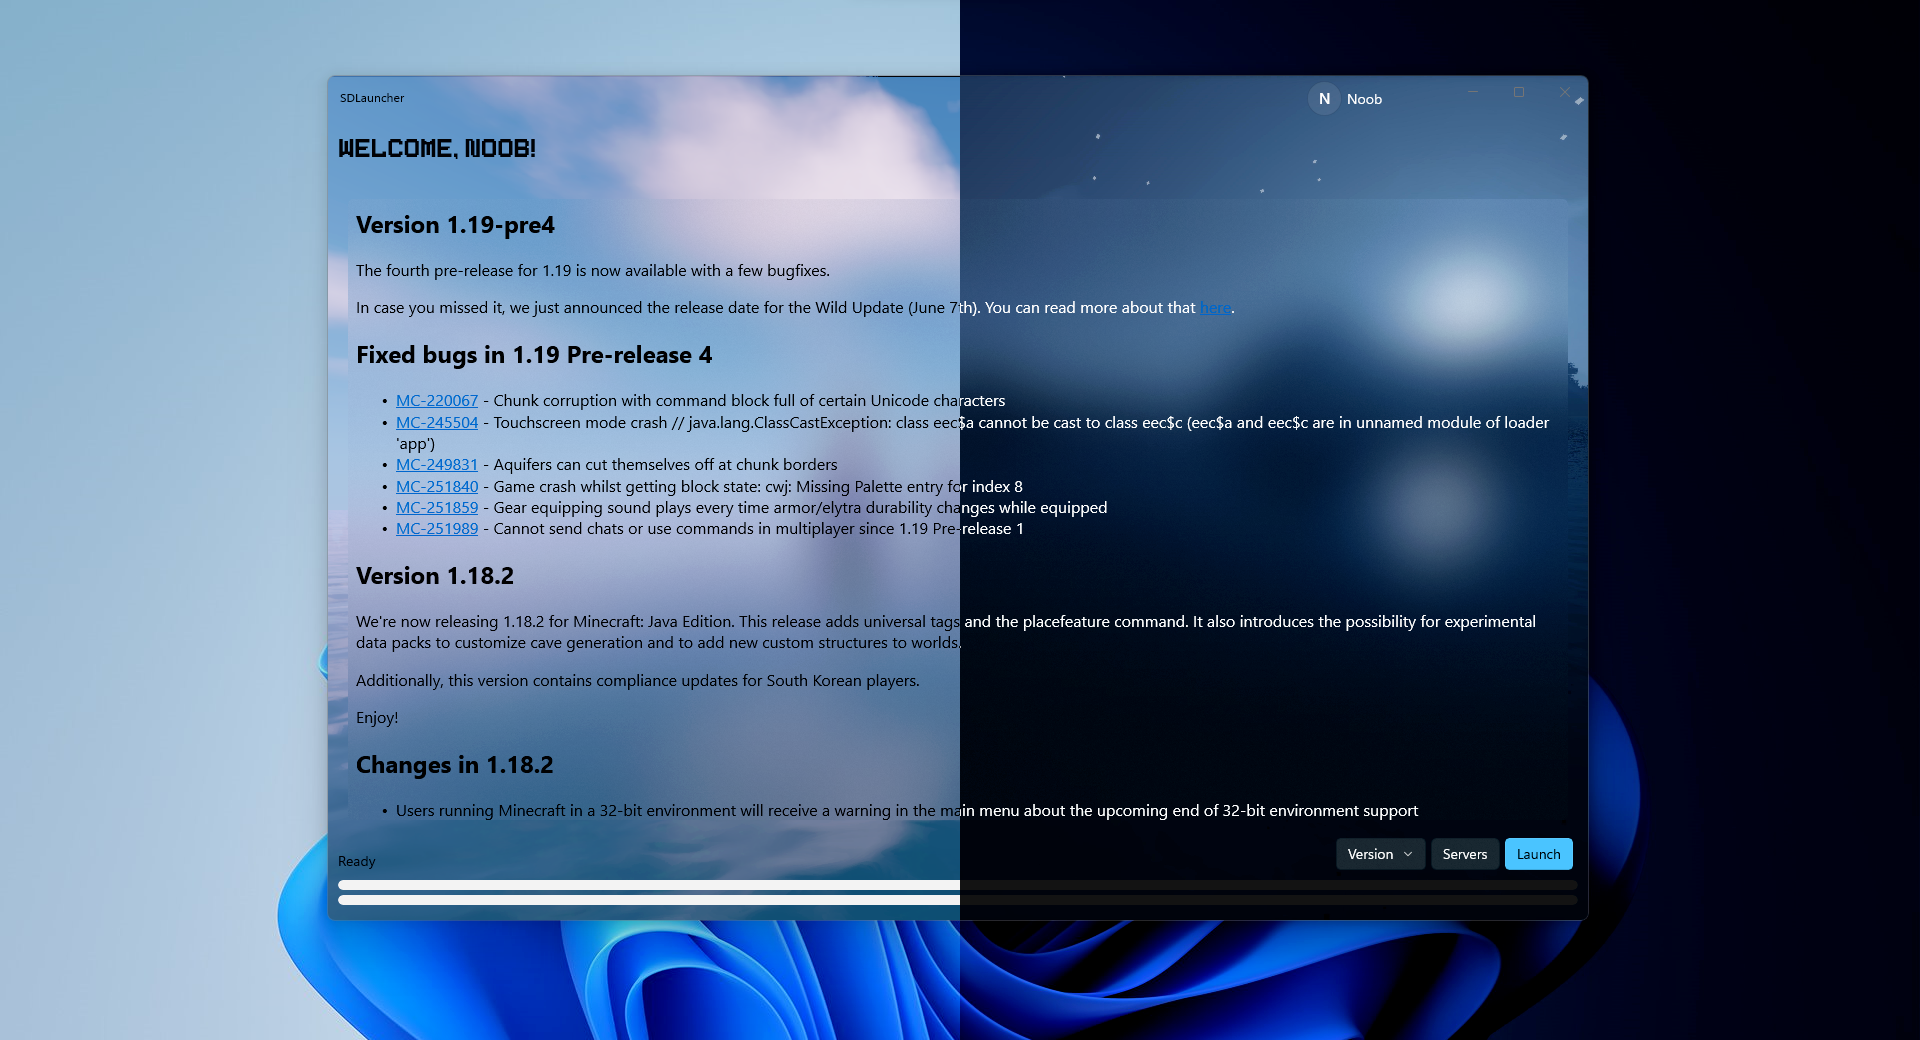 SDLauncher
N Noob
WELCOME, NOOB!
Version 1.19-pre4
The fourth pre-release for 1.19 is now available with a few bugfixes.
In case you missed it, we just announced the release date for the Wild Update (June 7th). You can read more about that here.
Fixed bugs in 1.19 Pre-release 4
• MC-220067 - Chunk corruption with command block full of certain Unicode characters
• MC-245504 - Touchscreen mode crash // java.lang.ClassCastException: class eec$a cannot be cast to class eec$c (eec$a and eec$c are in unnamed module of loader
'app')
• MC-249831 - Aquifers can cut themselves off at chunk borders
• MC-251840 - Game crash whilst getting block state: cwj: Missing Palette entry for index 8
• MC-251859 - Gear equipping sound plays every time armor/elytra durability changes while equipped
• MC-251989 - Cannot send chats or use commands in multiplayer since 1.19 Pre-release 1
Version 1.18.2
We're now releasing 1.18.2 for Minecraft: Java Edition. This release adds universal tags and the placefeature command. It also introduces the possibility for experimental
data packs to customize cave generation and to add new custom structures to worlds.
Additionally, this version contains compliance updates for South Korean players.
Enjoy!
Changes in 1.18.2
• Users running Minecraft in a 32-bit environment will receive a warning in the main menu about the upcoming end of 32-bit environment support
Ready
Version
Servers
Launch